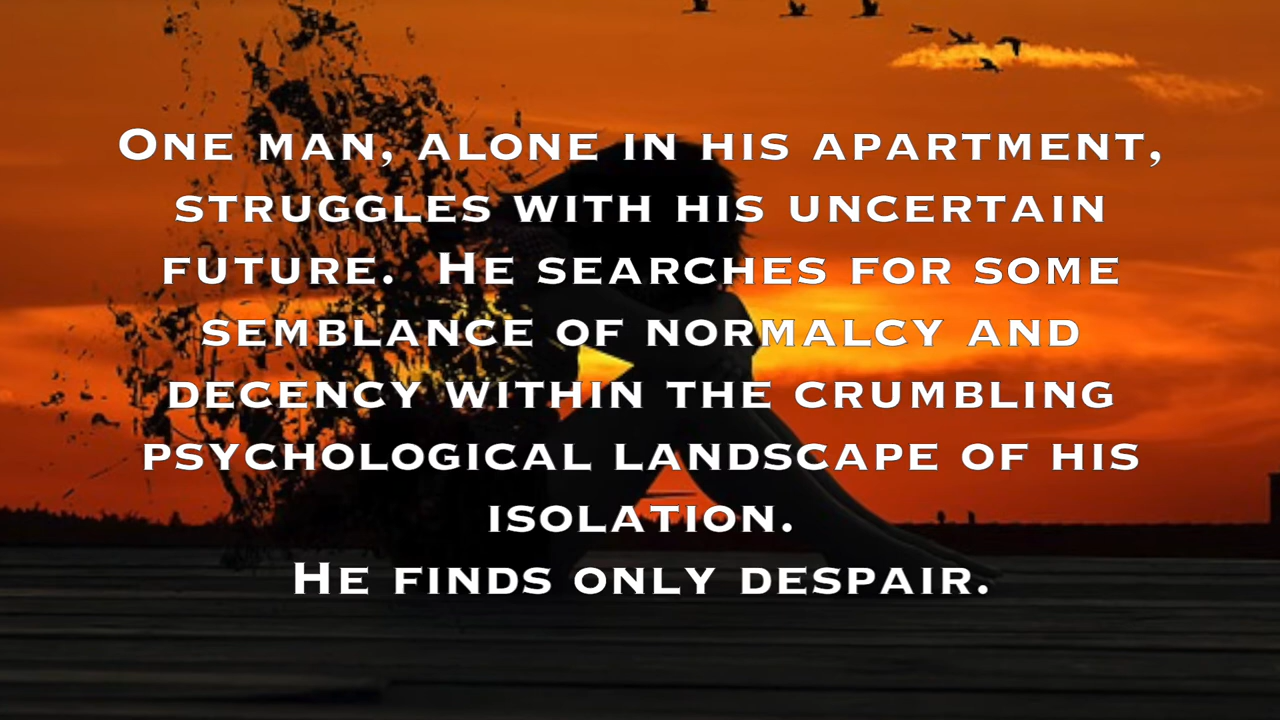 One man, alone in his apartment,
struggles with his uncertain
future.  He searches for some
semblance of normalcy and
decency within the crumbling
psychological landscape of his
isolation.
He finds only despair.